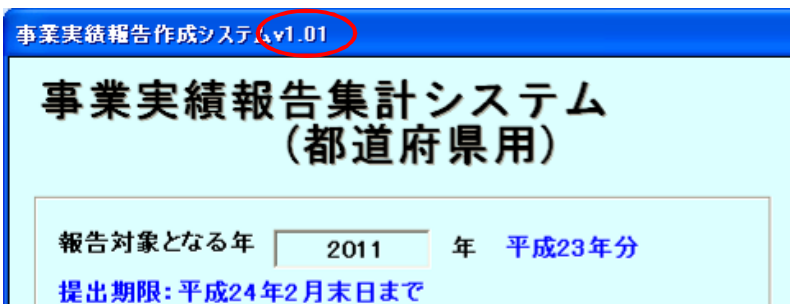 事業実績報告作成システムv1.01
事業実績報告集計システム
(都道府県用)
報告対象となる年 2011 年 平成23年分
提出期限:平成24年2月末日まで